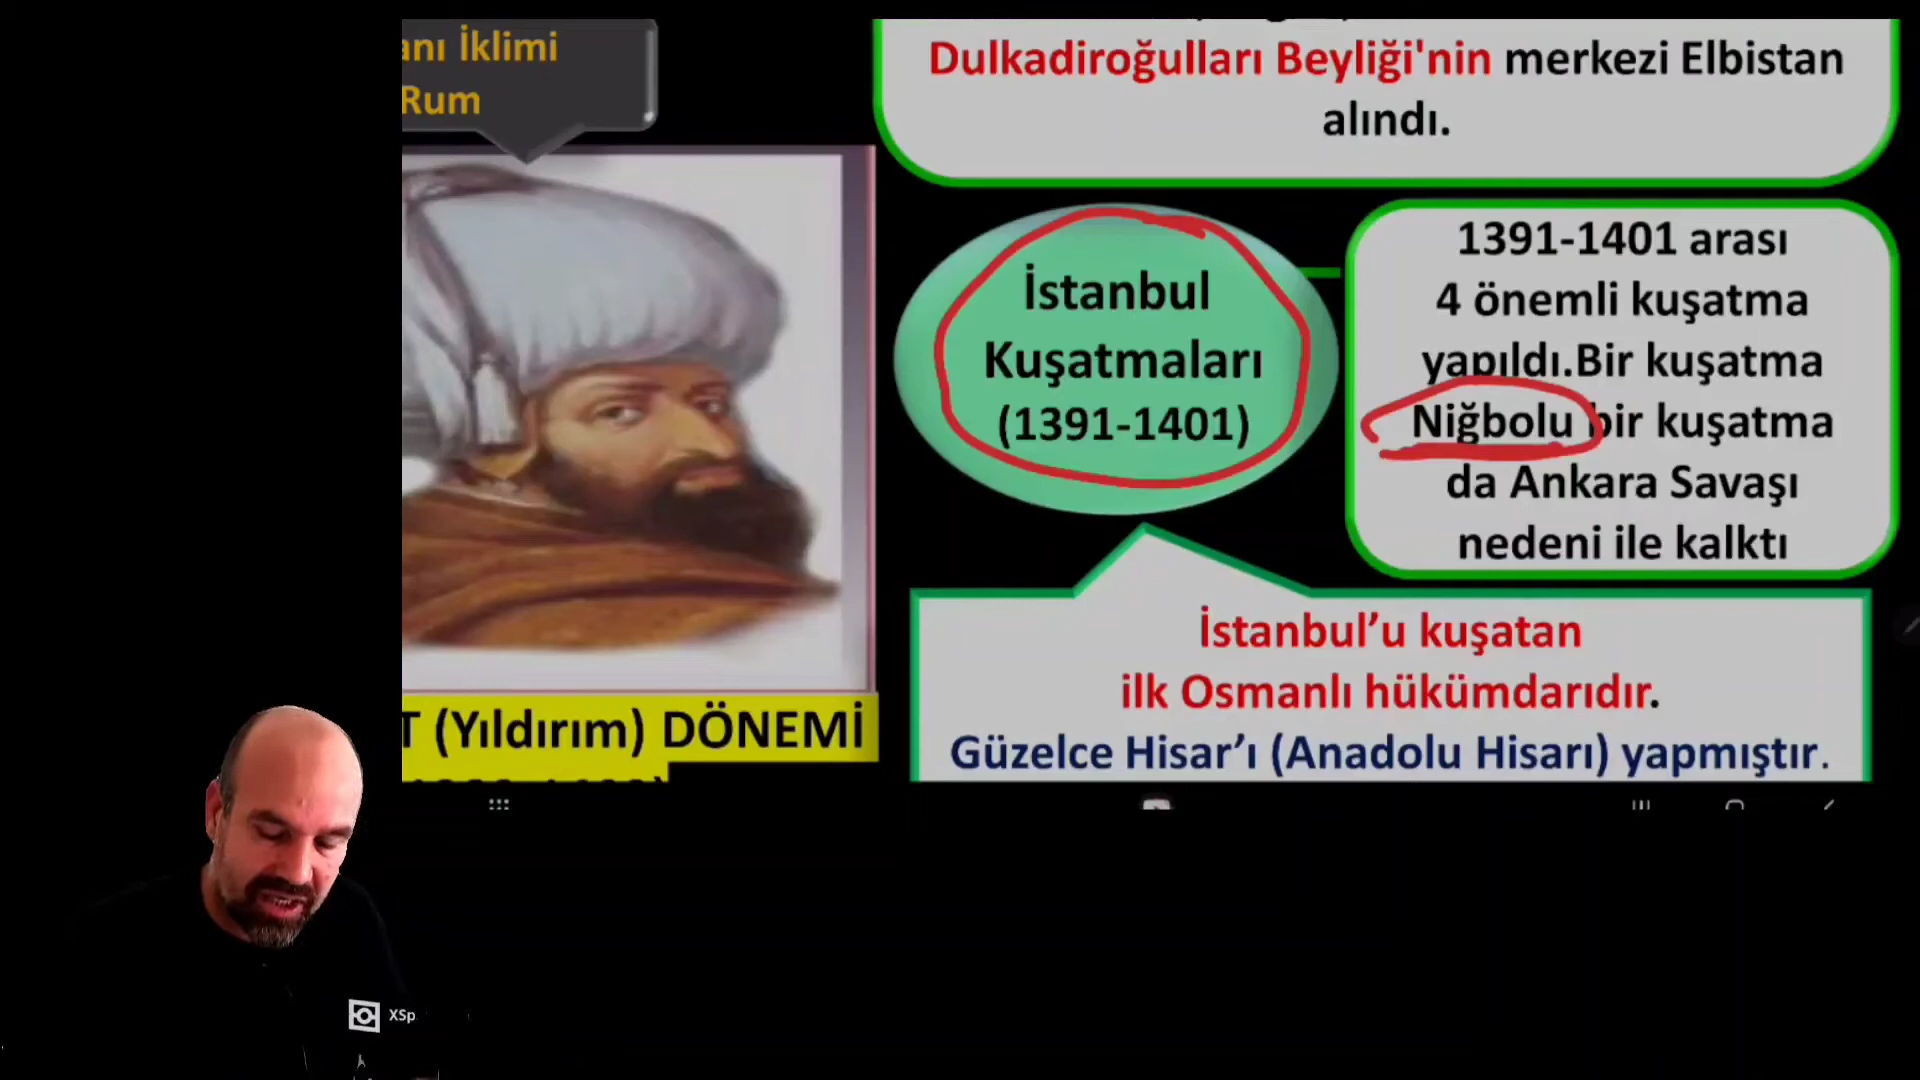 anı İklimi
Rum
Dulkadiroğulları Beyliği'nin merkezi Elbistan
alındı.
İstanbul
Kuşatmaları
(1391-1401)
1391-1401 arası
4 önemli kuşatma
yapıldı.Bir kuşatma
Niğbolu bir kuşatma
da Ankara Savaşı
nedeni ile kalktı
İstanbul’u kuşatan
ilk Osmanlı hükümdarıdır.
Güzelce Hisar’ı (Anadolu Hisarı) yapmıştır.
T (Yıldırım) DÖNEMİ
XSp